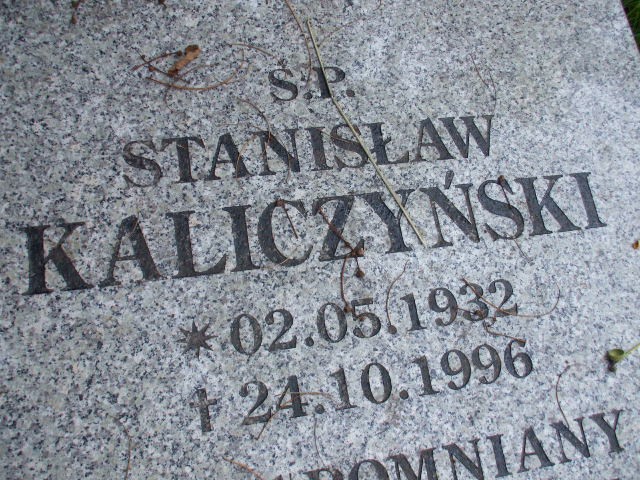 Ś.P.
STANISŁAW
KALICZYŃSKI
* 02.05.1932
† 24.10.1996